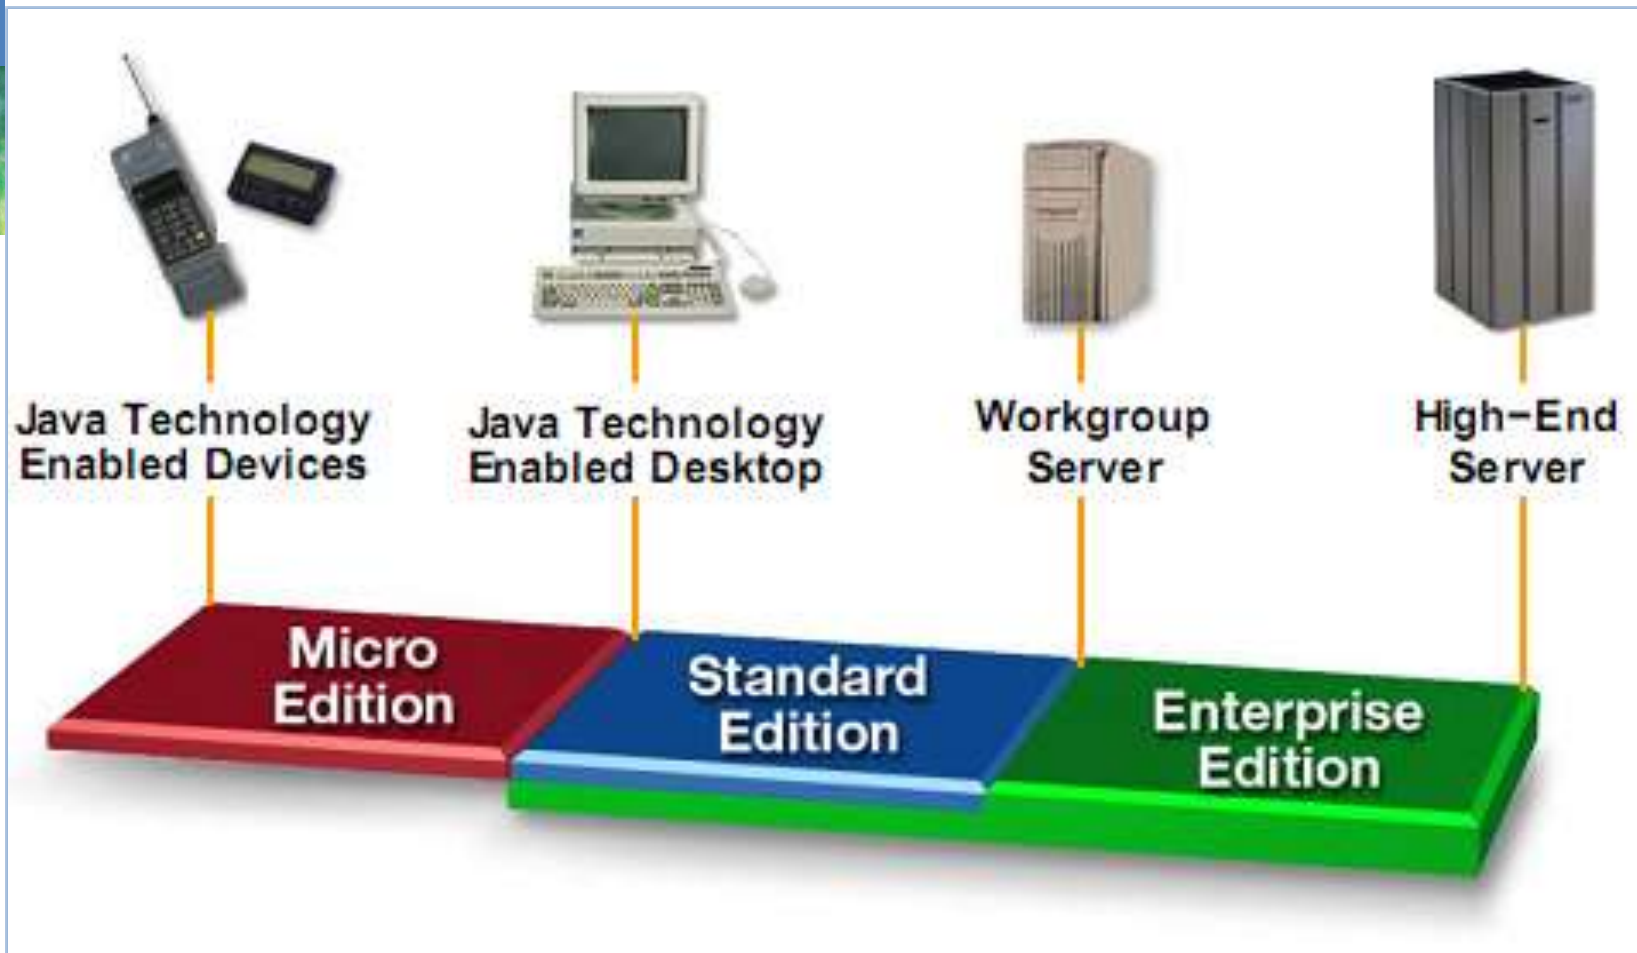 Java Technology
Enabled Devices
Java Technology
Enabled Desktop
Workgroup
Server
High-End
Server
Micro
Edition
Standard
Edition
Enterprise
Edition